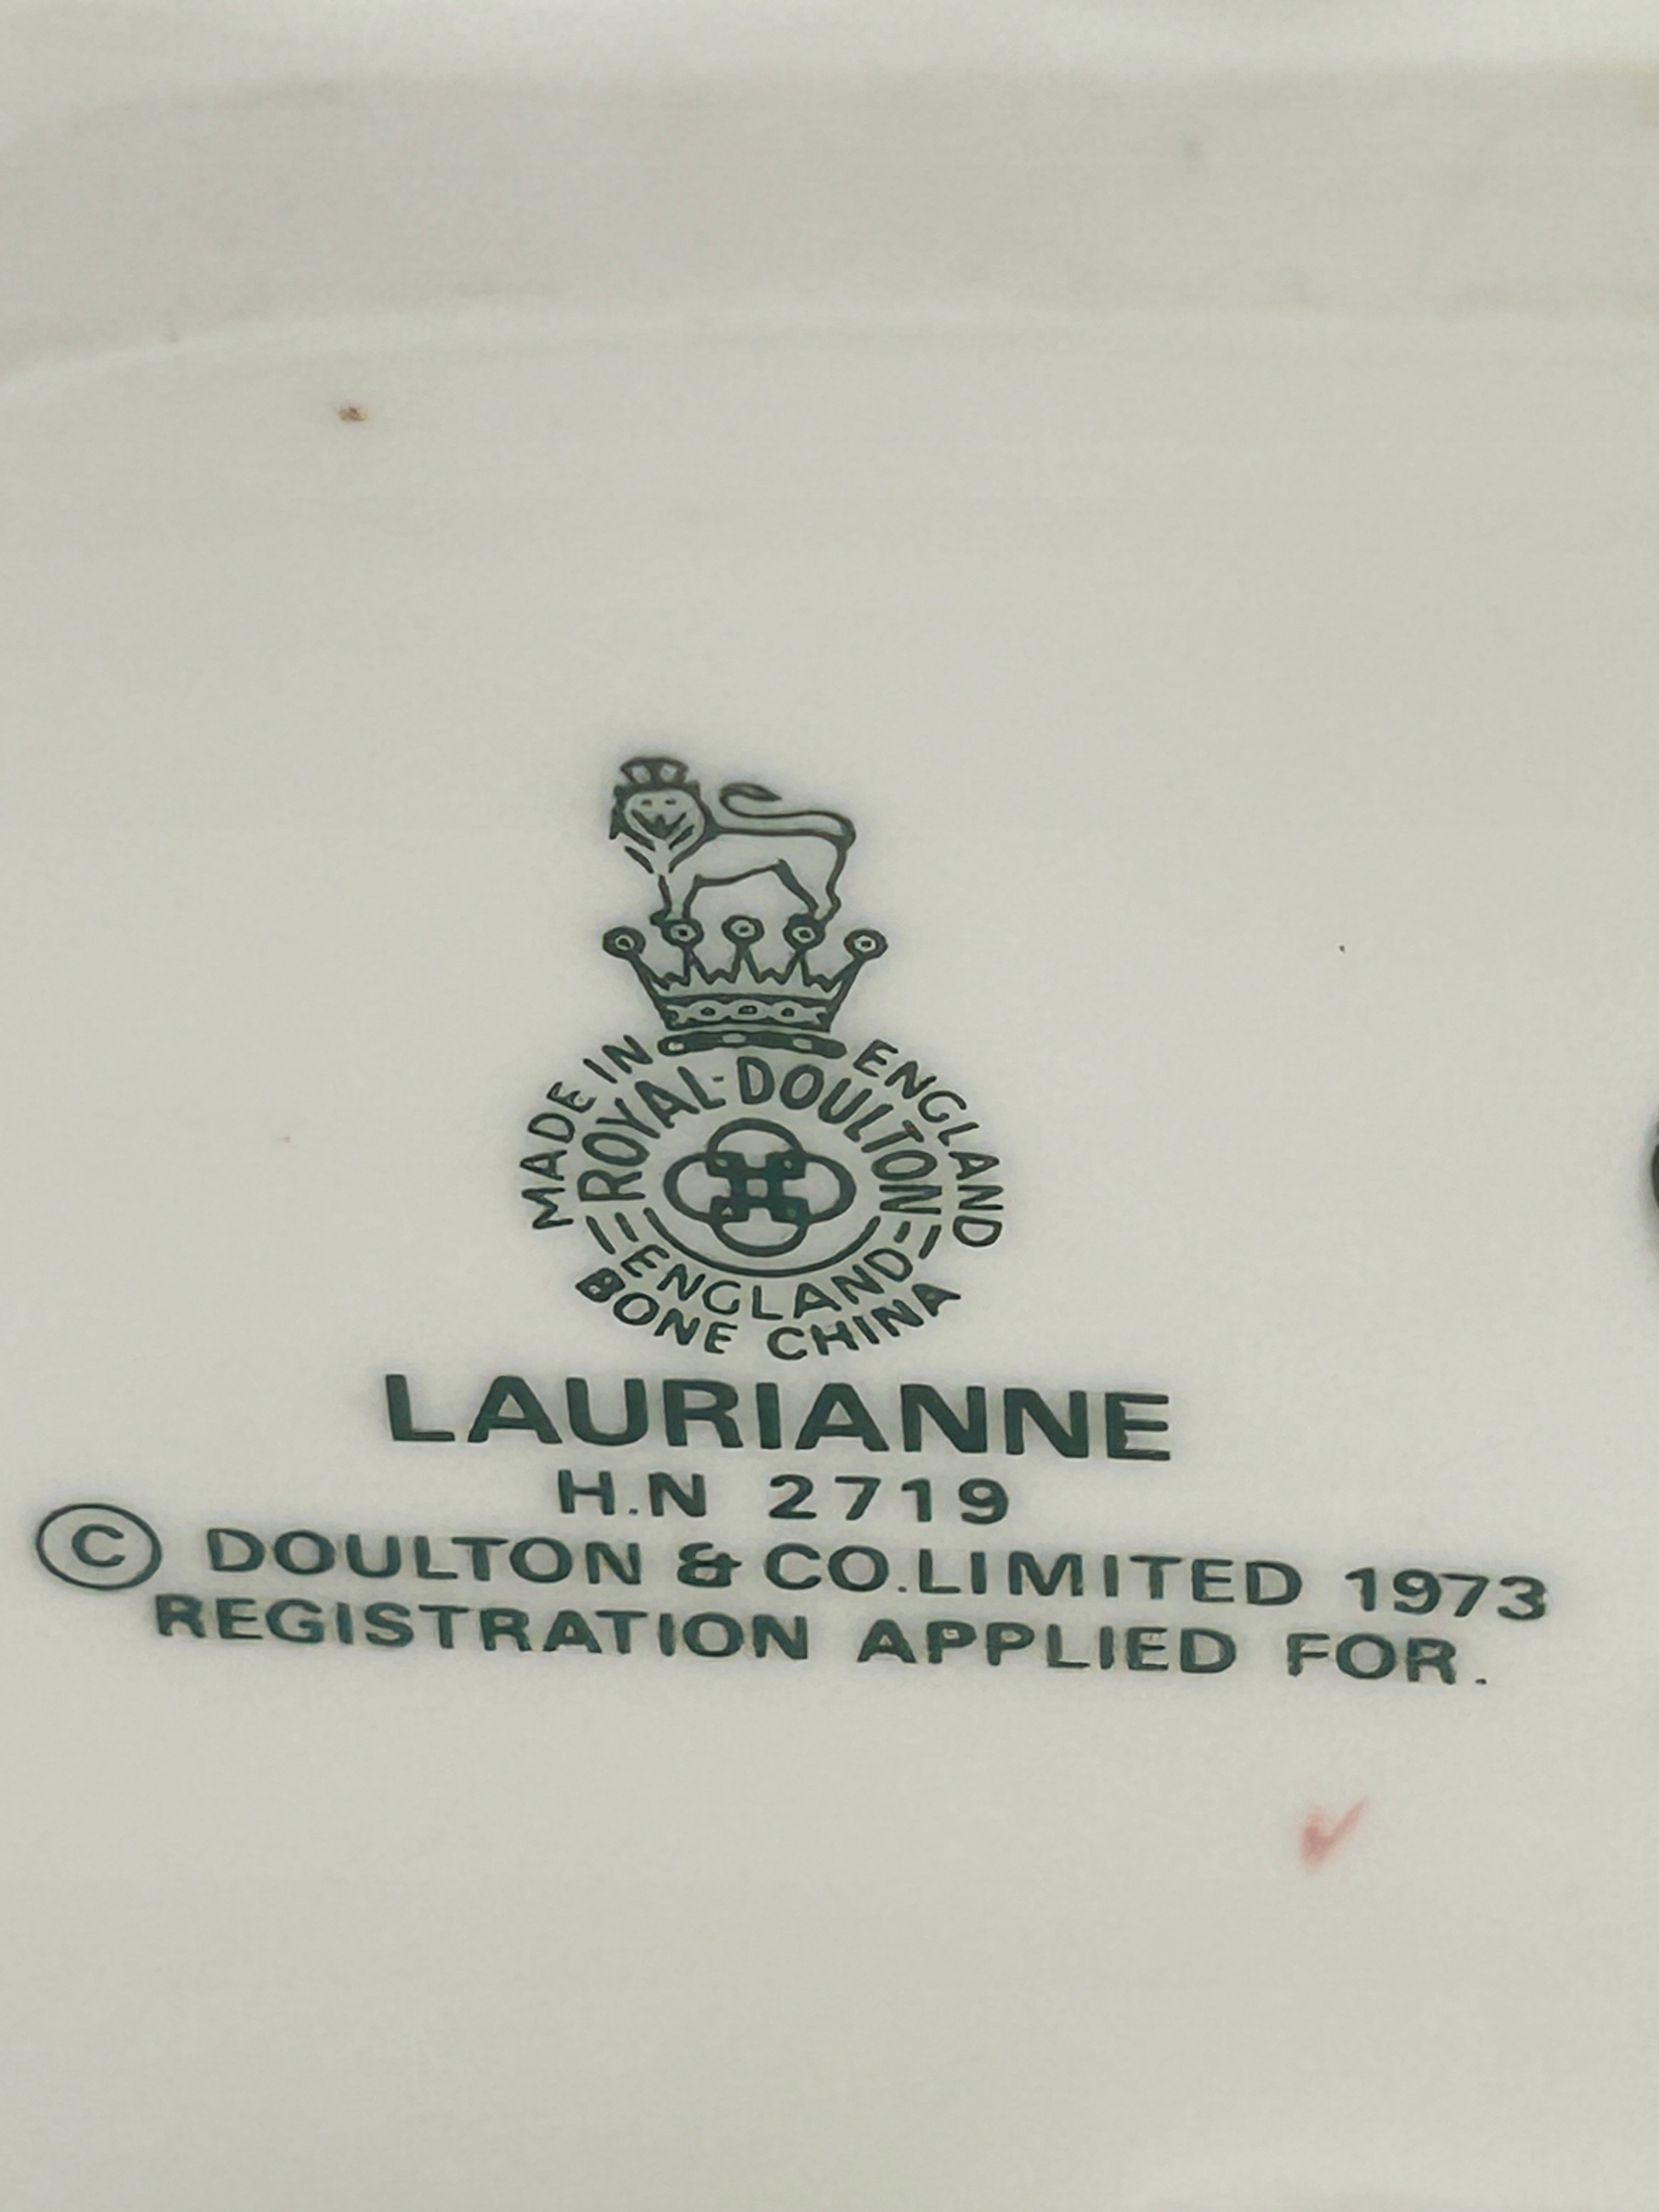 MADE IN ENGLAND
ROYAL-DOULTON
ENGLAND
BONE CHINA
LAURIANNE
H.N 2719
© DOULTON & CO.LIMITED 1973
REGISTRATION APPLIED FOR.